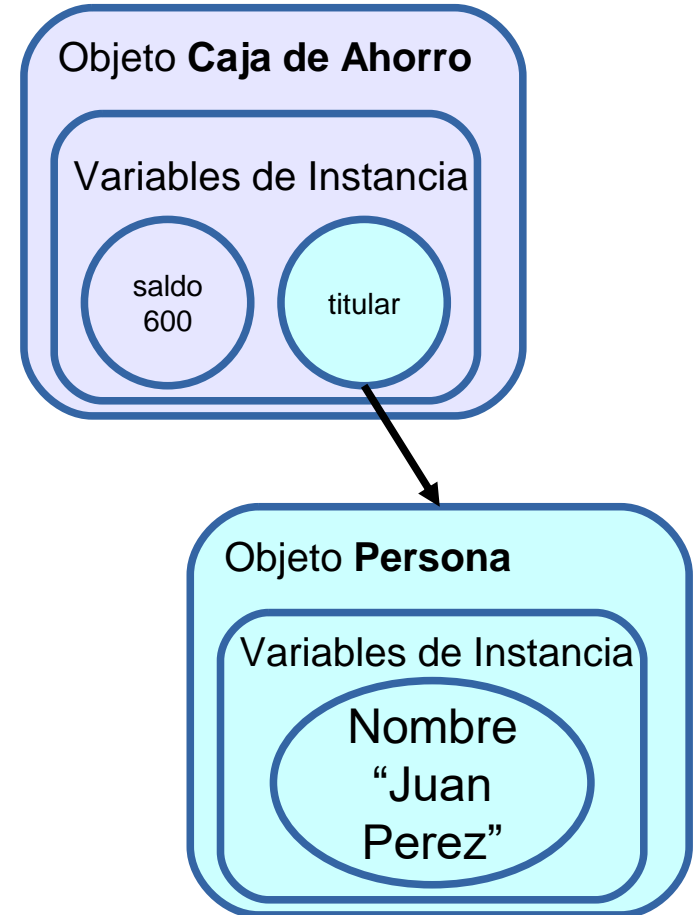 Objeto Caja de Ahorro
Variables de Instancia
saldo
600
titular
Objeto Persona
Variables de Instancia
Nombre
“Juan
Perez”